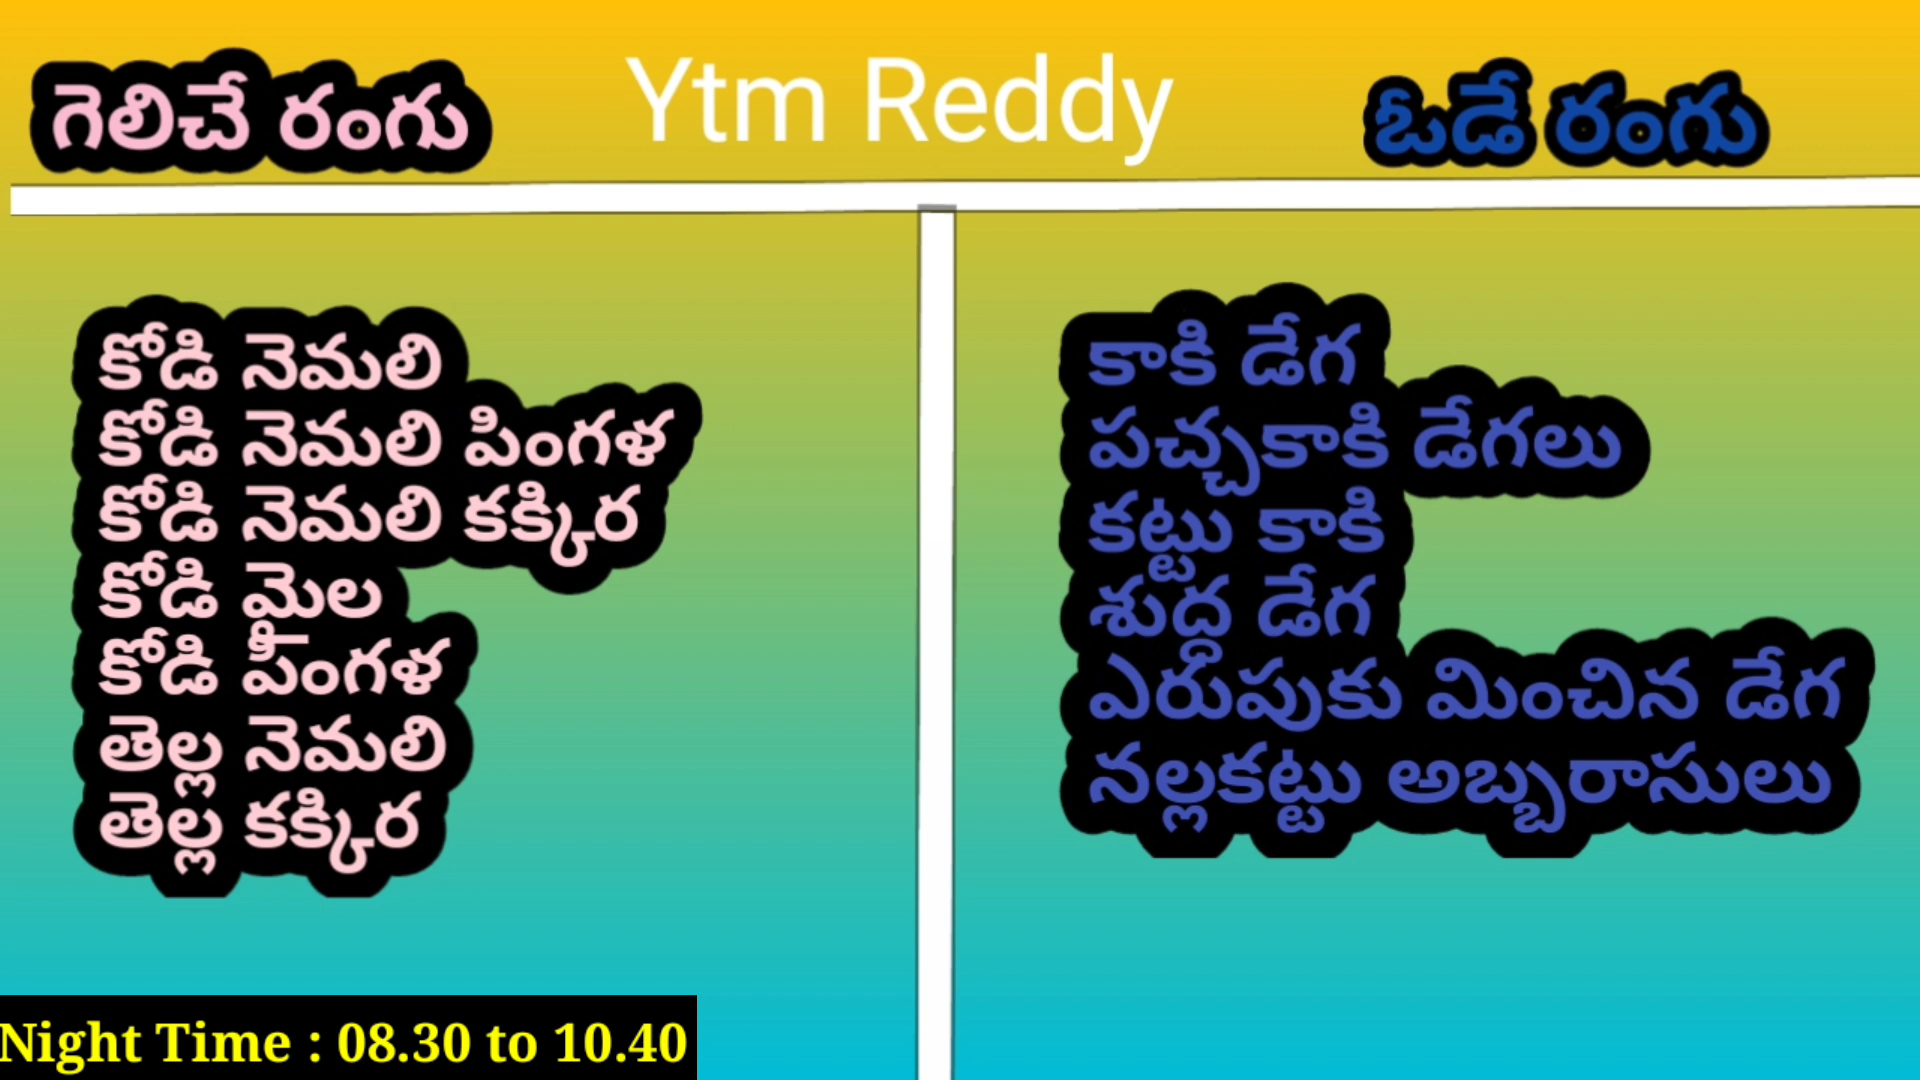 గెలిచే రంగు
Ytm Reddy
ఓడే రంగు
కోడి నెమలి
కోడి నెమలి పింగళ
కోడి నెమలి కక్కిర
కోడి మైల
కోడి పింగళ
తెల్ల నెమలి
తెల్ల కక్కిర
కాకి డేగ
పచ్చకాకి డేగలు
కట్టు కాకి
శుద్ధ డేగ
ఎరుపుకు మించిన డేగ
నల్లకట్టు అబ్బరాసులు
Night Time : 08.30 to 10.40